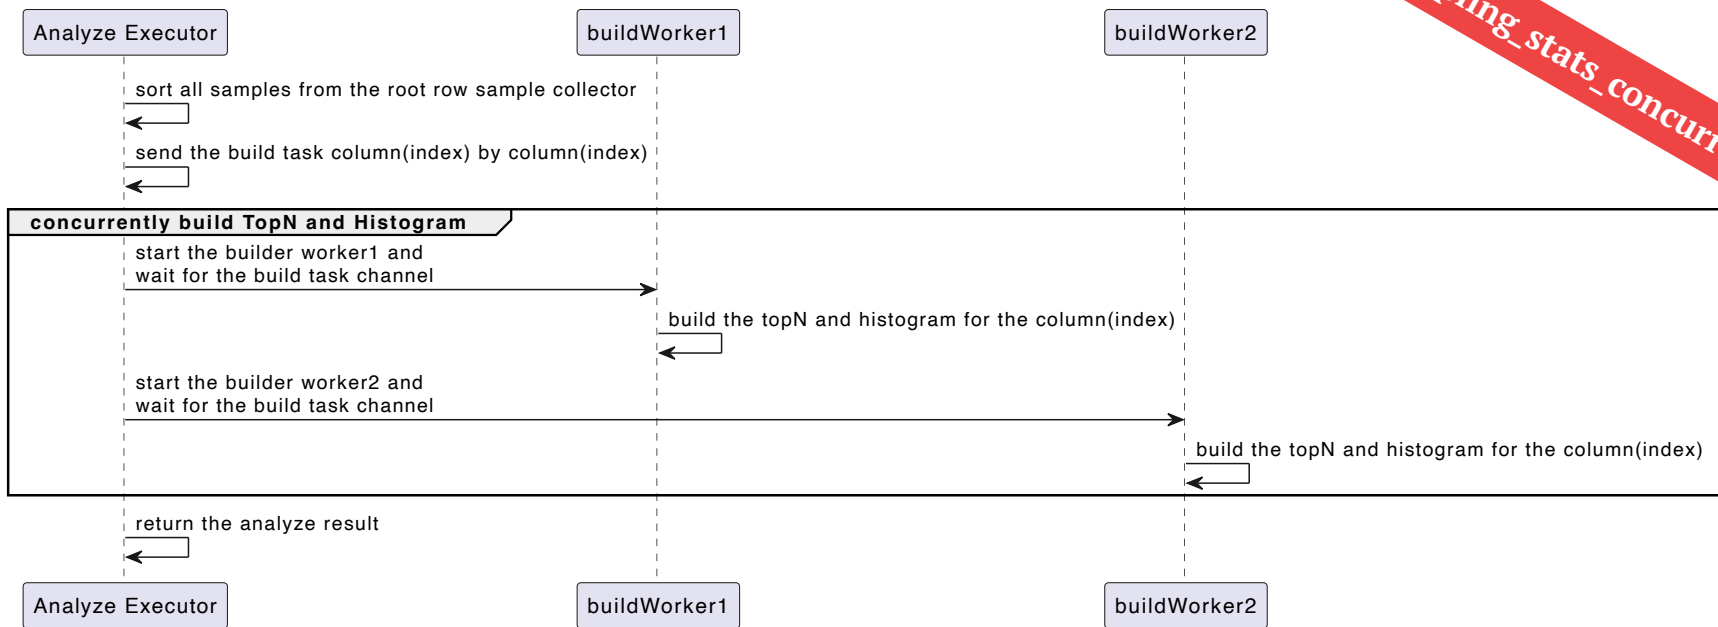 Analyze Executor
buildWorker1
buildWorker2
sort all samples from the root row sample collector
send the build task column(index) by column(index)
concurrently build TopN and Histogram
start the builder worker1 and
wait for the build task channel
build the topN and histogram for the column(index)
start the builder worker2 and
wait for the build task channel
build the topN and histogram for the column(index)
return the analyze result
Analyze Executor
buildWorker1
buildWorker2